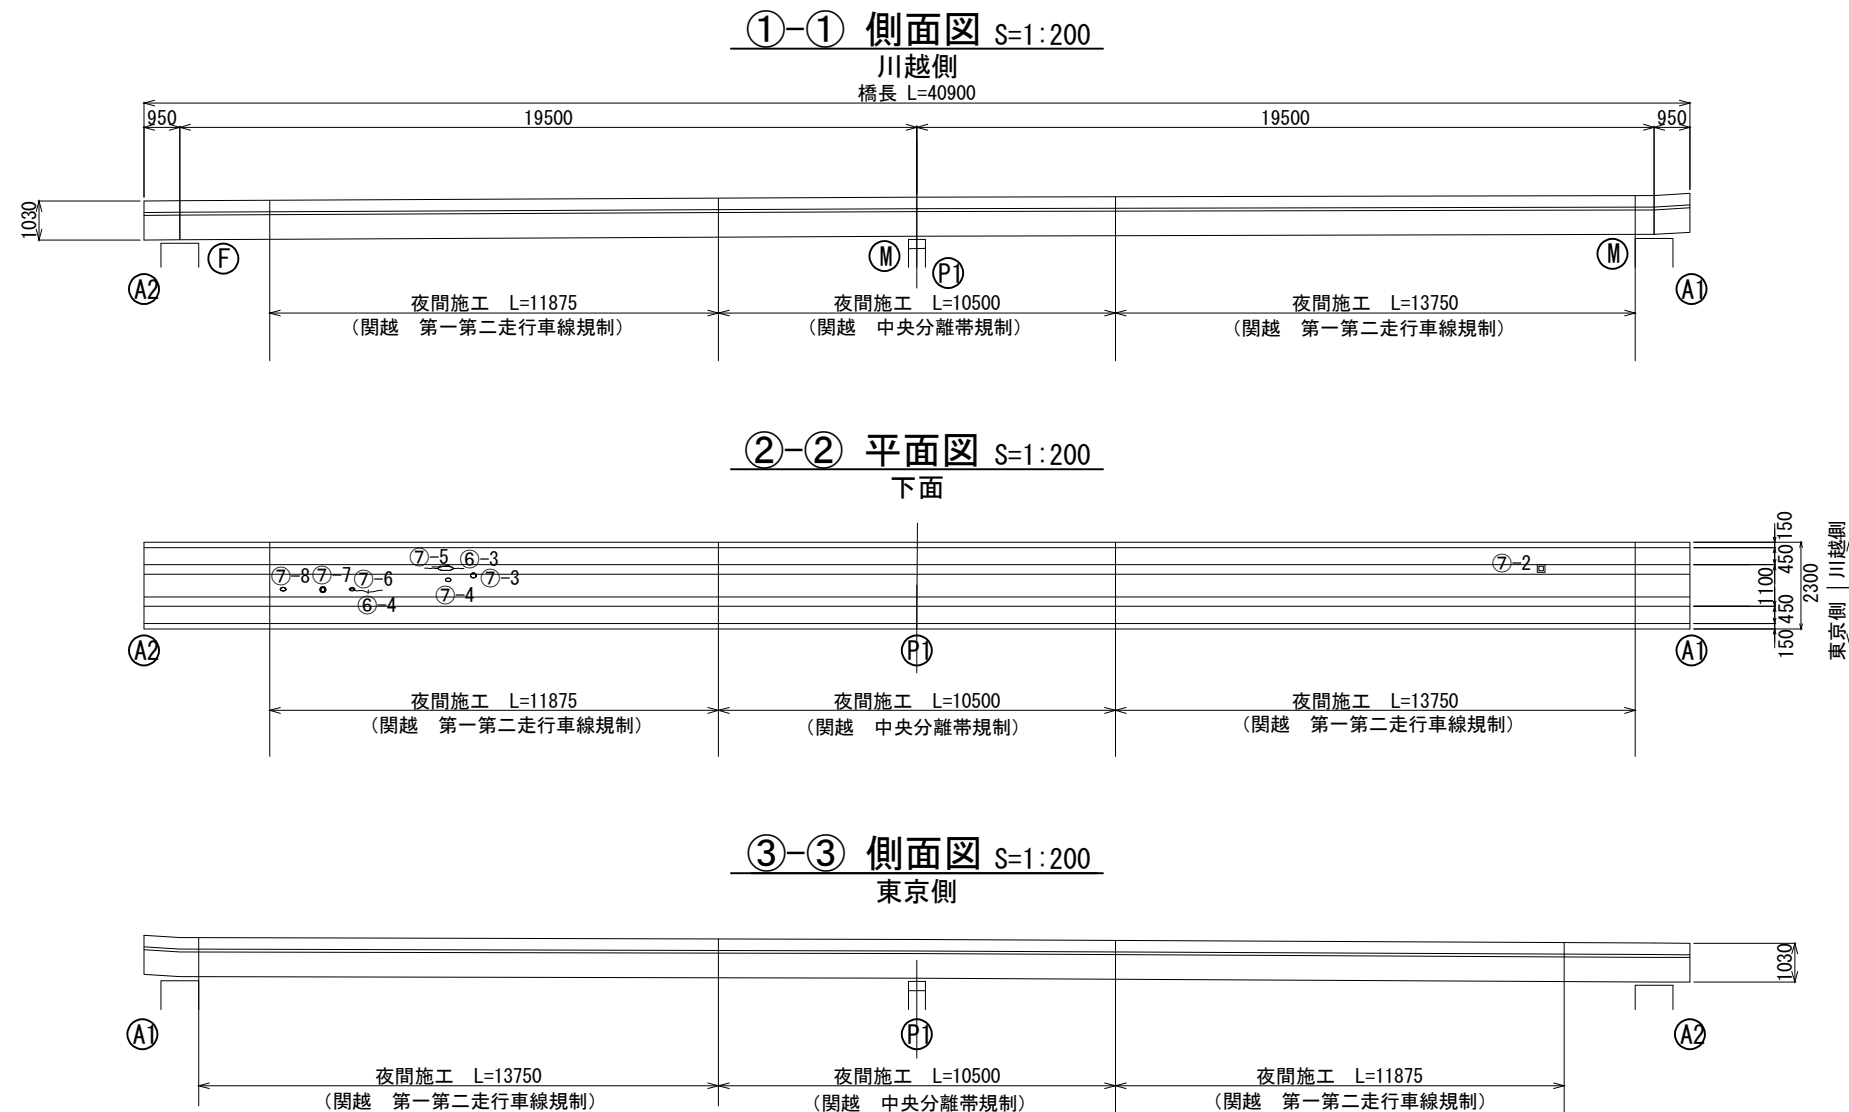 ①-① 側面図 S=1:200
川越側
橋長 L=40900
950 19500 19500 950
1030
F M P1 M
A2 A1
夜間施工 L=11875 夜間施工 L=10500 夜間施工 L=13750
(関越 第一第二走行車線規制) (関越 中央分離帯規制) (関越 第一第二走行車線規制)
②-② 平面図 S=1:200
下面
⑦-5 ⑥-3 ⑦-2
⑦-8 ⑦-7 ⑦-6 ⑦-3
⑥-4 ⑦-4
150 450 1100 450 150
2300
東京側 | 川越側
A2 P1 A1
夜間施工 L=11875 夜間施工 L=10500 夜間施工 L=13750
(関越 第一第二走行車線規制) (関越 中央分離帯規制) (関越 第一第二走行車線規制)
③-③ 側面図 S=1:200
東京側
1030
A1 P1 A2
夜間施工 L=13750 夜間施工 L=10500 夜間施工 L=11875
(関越 第一第二走行車線規制) (関越 中央分離帯規制) (関越 第一第二走行車線規制)